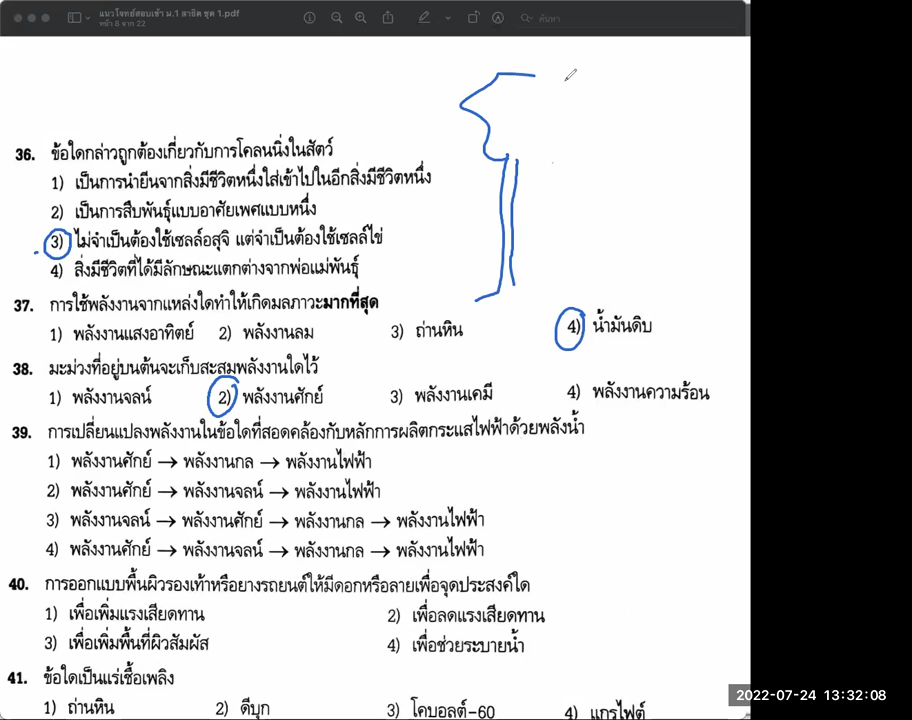 แนวโจทย์สอบเข้า ม.1 สาธิต ชุด 1.pdf
หน้า 8 จาก 22
ค้นหา
36. ข้อใดกล่าวถูกต้องเกี่ยวกับการโคลนนิ่งในสัตว์
1) เป็นการนำยีนจากสิ่งมีชีวิตหนึ่งใส่เข้าไปในอีกสิ่งมีชีวิตหนึ่ง
2) เป็นการสืบพันธุ์แบบอาศัยเพศแบบหนึ่ง
3) ไม่จำเป็นต้องใช้เซลล์อสุจิ แต่จำเป็นต้องใช้เซลล์ไข่
4) สิ่งมีชีวิตที่ได้มีลักษณะแตกต่างจากพ่อแม่พันธุ์
37. การใช้พลังงานจากแหล่งใดทำให้เกิดมลภาวะมากที่สุด
1) พลังงานแสงอาทิตย์ 2) พลังงานลม 3) ถ่านหิน 4) น้ำมันดิบ
38. มะม่วงที่อยู่บนต้นจะเก็บสะสมพลังงานใดไว้
1) พลังงานจลน์ 2) พลังงานศักย์ 3) พลังงานเคมี 4) พลังงานความร้อน
39. การเปลี่ยนแปลงพลังงานในข้อใดที่สอดคล้องกับหลักการผลิตกระแสไฟฟ้าด้วยพลังน้ำ
1) พลังงานศักย์ → พลังงานกล → พลังงานไฟฟ้า
2) พลังงานศักย์ → พลังงานจลน์ → พลังงานไฟฟ้า
3) พลังงานจลน์ → พลังงานศักย์ → พลังงานกล → พลังงานไฟฟ้า
4) พลังงานศักย์ → พลังงานจลน์ → พลังงานกล → พลังงานไฟฟ้า
40. การออกแบบพื้นผิวรองเท้าหรือยางรถยนต์ให้มีดอกหรือลายเพื่อจุดประสงค์ใด
1) เพื่อเพิ่มแรงเสียดทาน 2) เพื่อลดแรงเสียดทาน
3) เพื่อเพิ่มพื้นที่ผิวสัมผัส 4) เพื่อช่วยระบายน้ำ
41. ข้อใดเป็นแร่เชื้อเพลิง
1) ถ่านหิน 2) ดีบุก 3) โคบอลต์-60 4) แกรไฟต์
2022-07-24 13:32:08